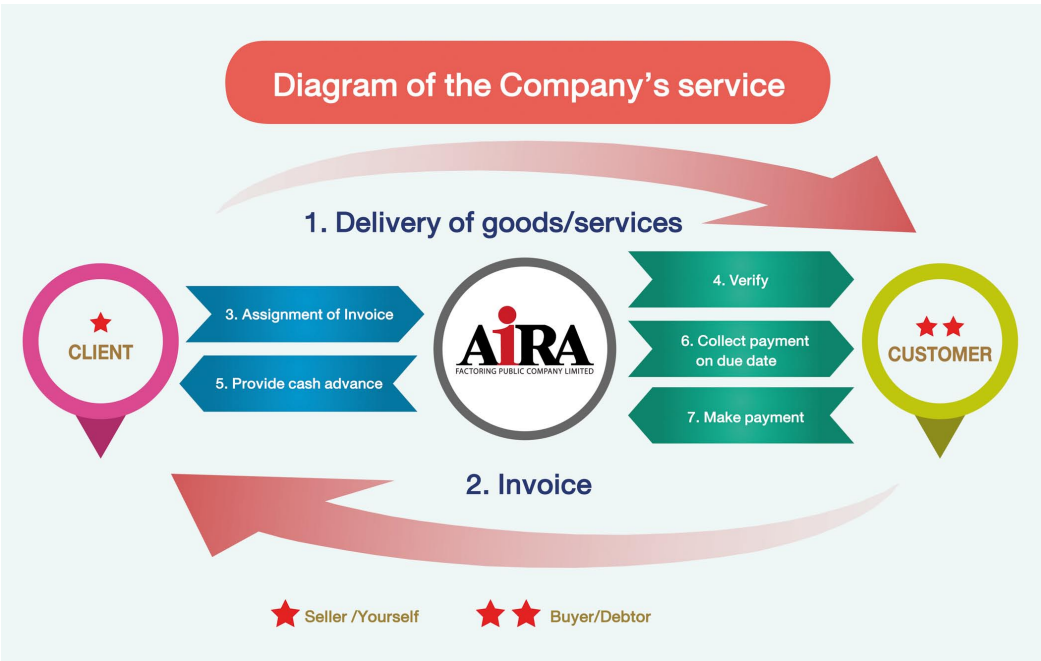 Diagram of the Company's service
1. Delivery of goods/services
CLIENT
3. Assignment of Invoice
5. Provide cash advance
AiRA
FACTORING PUBLIC COMPANY LIMITED
4. Verify
6. Collect payment
on due date
7. Make payment
CUSTOMER
2. Invoice
Seller /Yourself
Buyer/Debtor